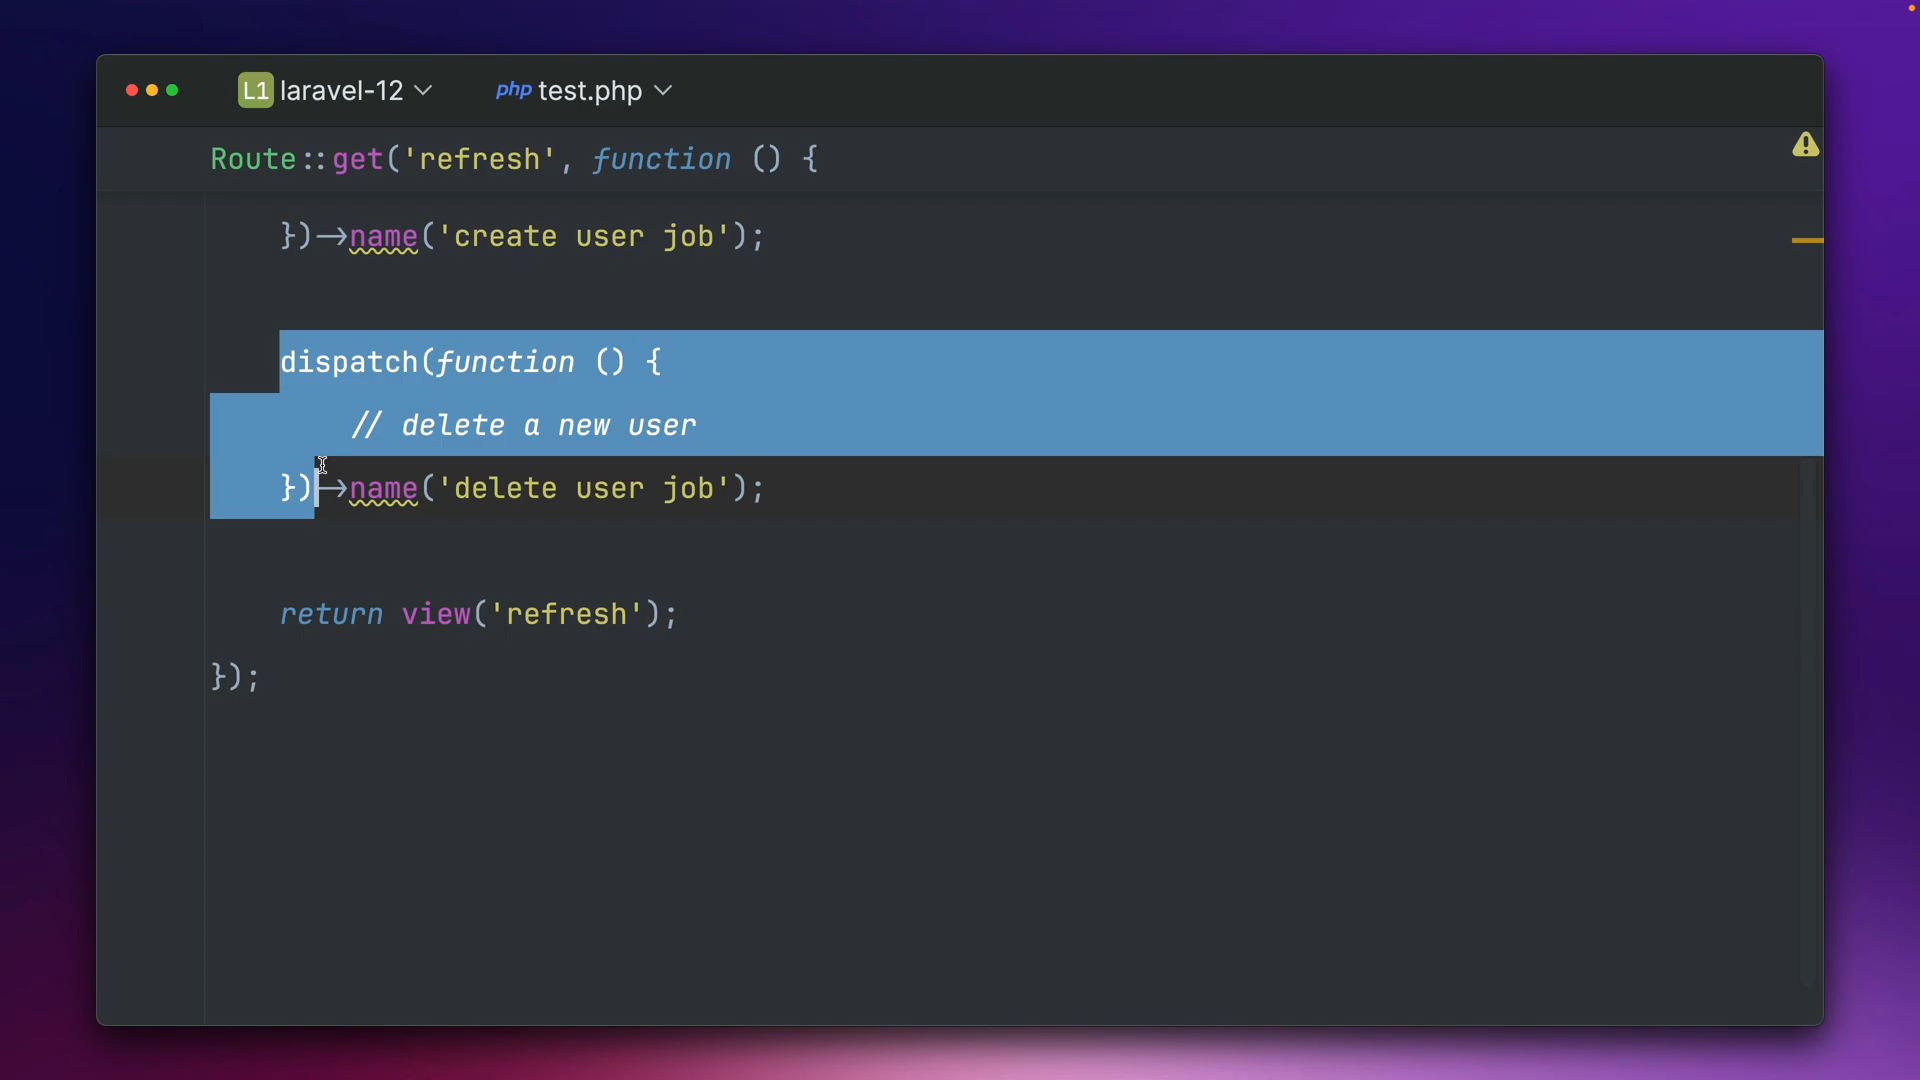 L1 laravel-12 php test.php
Route::get('refresh', function () {
})->name('create user job');
dispatch(function () {
// delete a new user
})->name('delete user job');
return view('refresh');
});